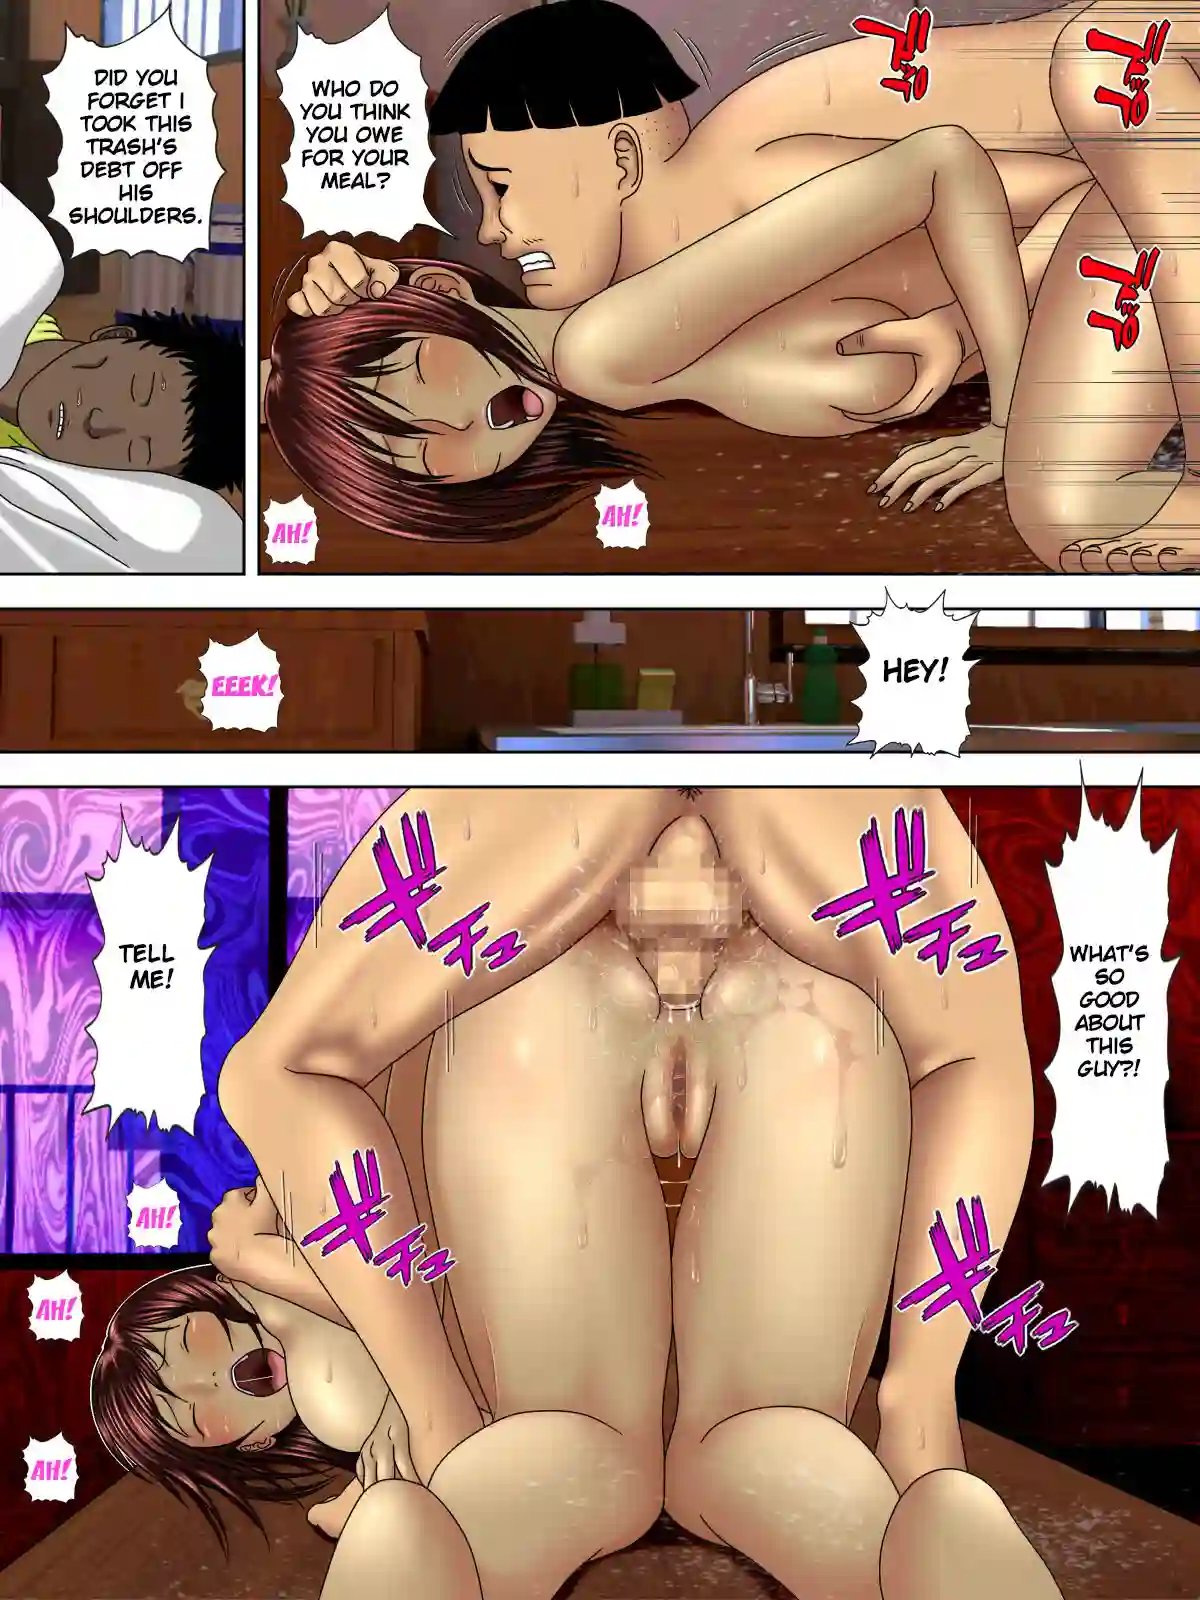 DID YOU
FORGET I
TOOK THIS
TRASH'S
DEBT OFF
HIS
SHOULDERS.
WHO DO
YOU THINK
YOU OWE
FOR YOUR
MEAL?
AH!
AH!
EEEK!
HEY!
TELL
ME!
WHAT'S
SO
GOOD
ABOUT
THIS
GUY?!
ギチュ
ギチュ
ギチュ
ギチュ
AH!
AH!
AH!